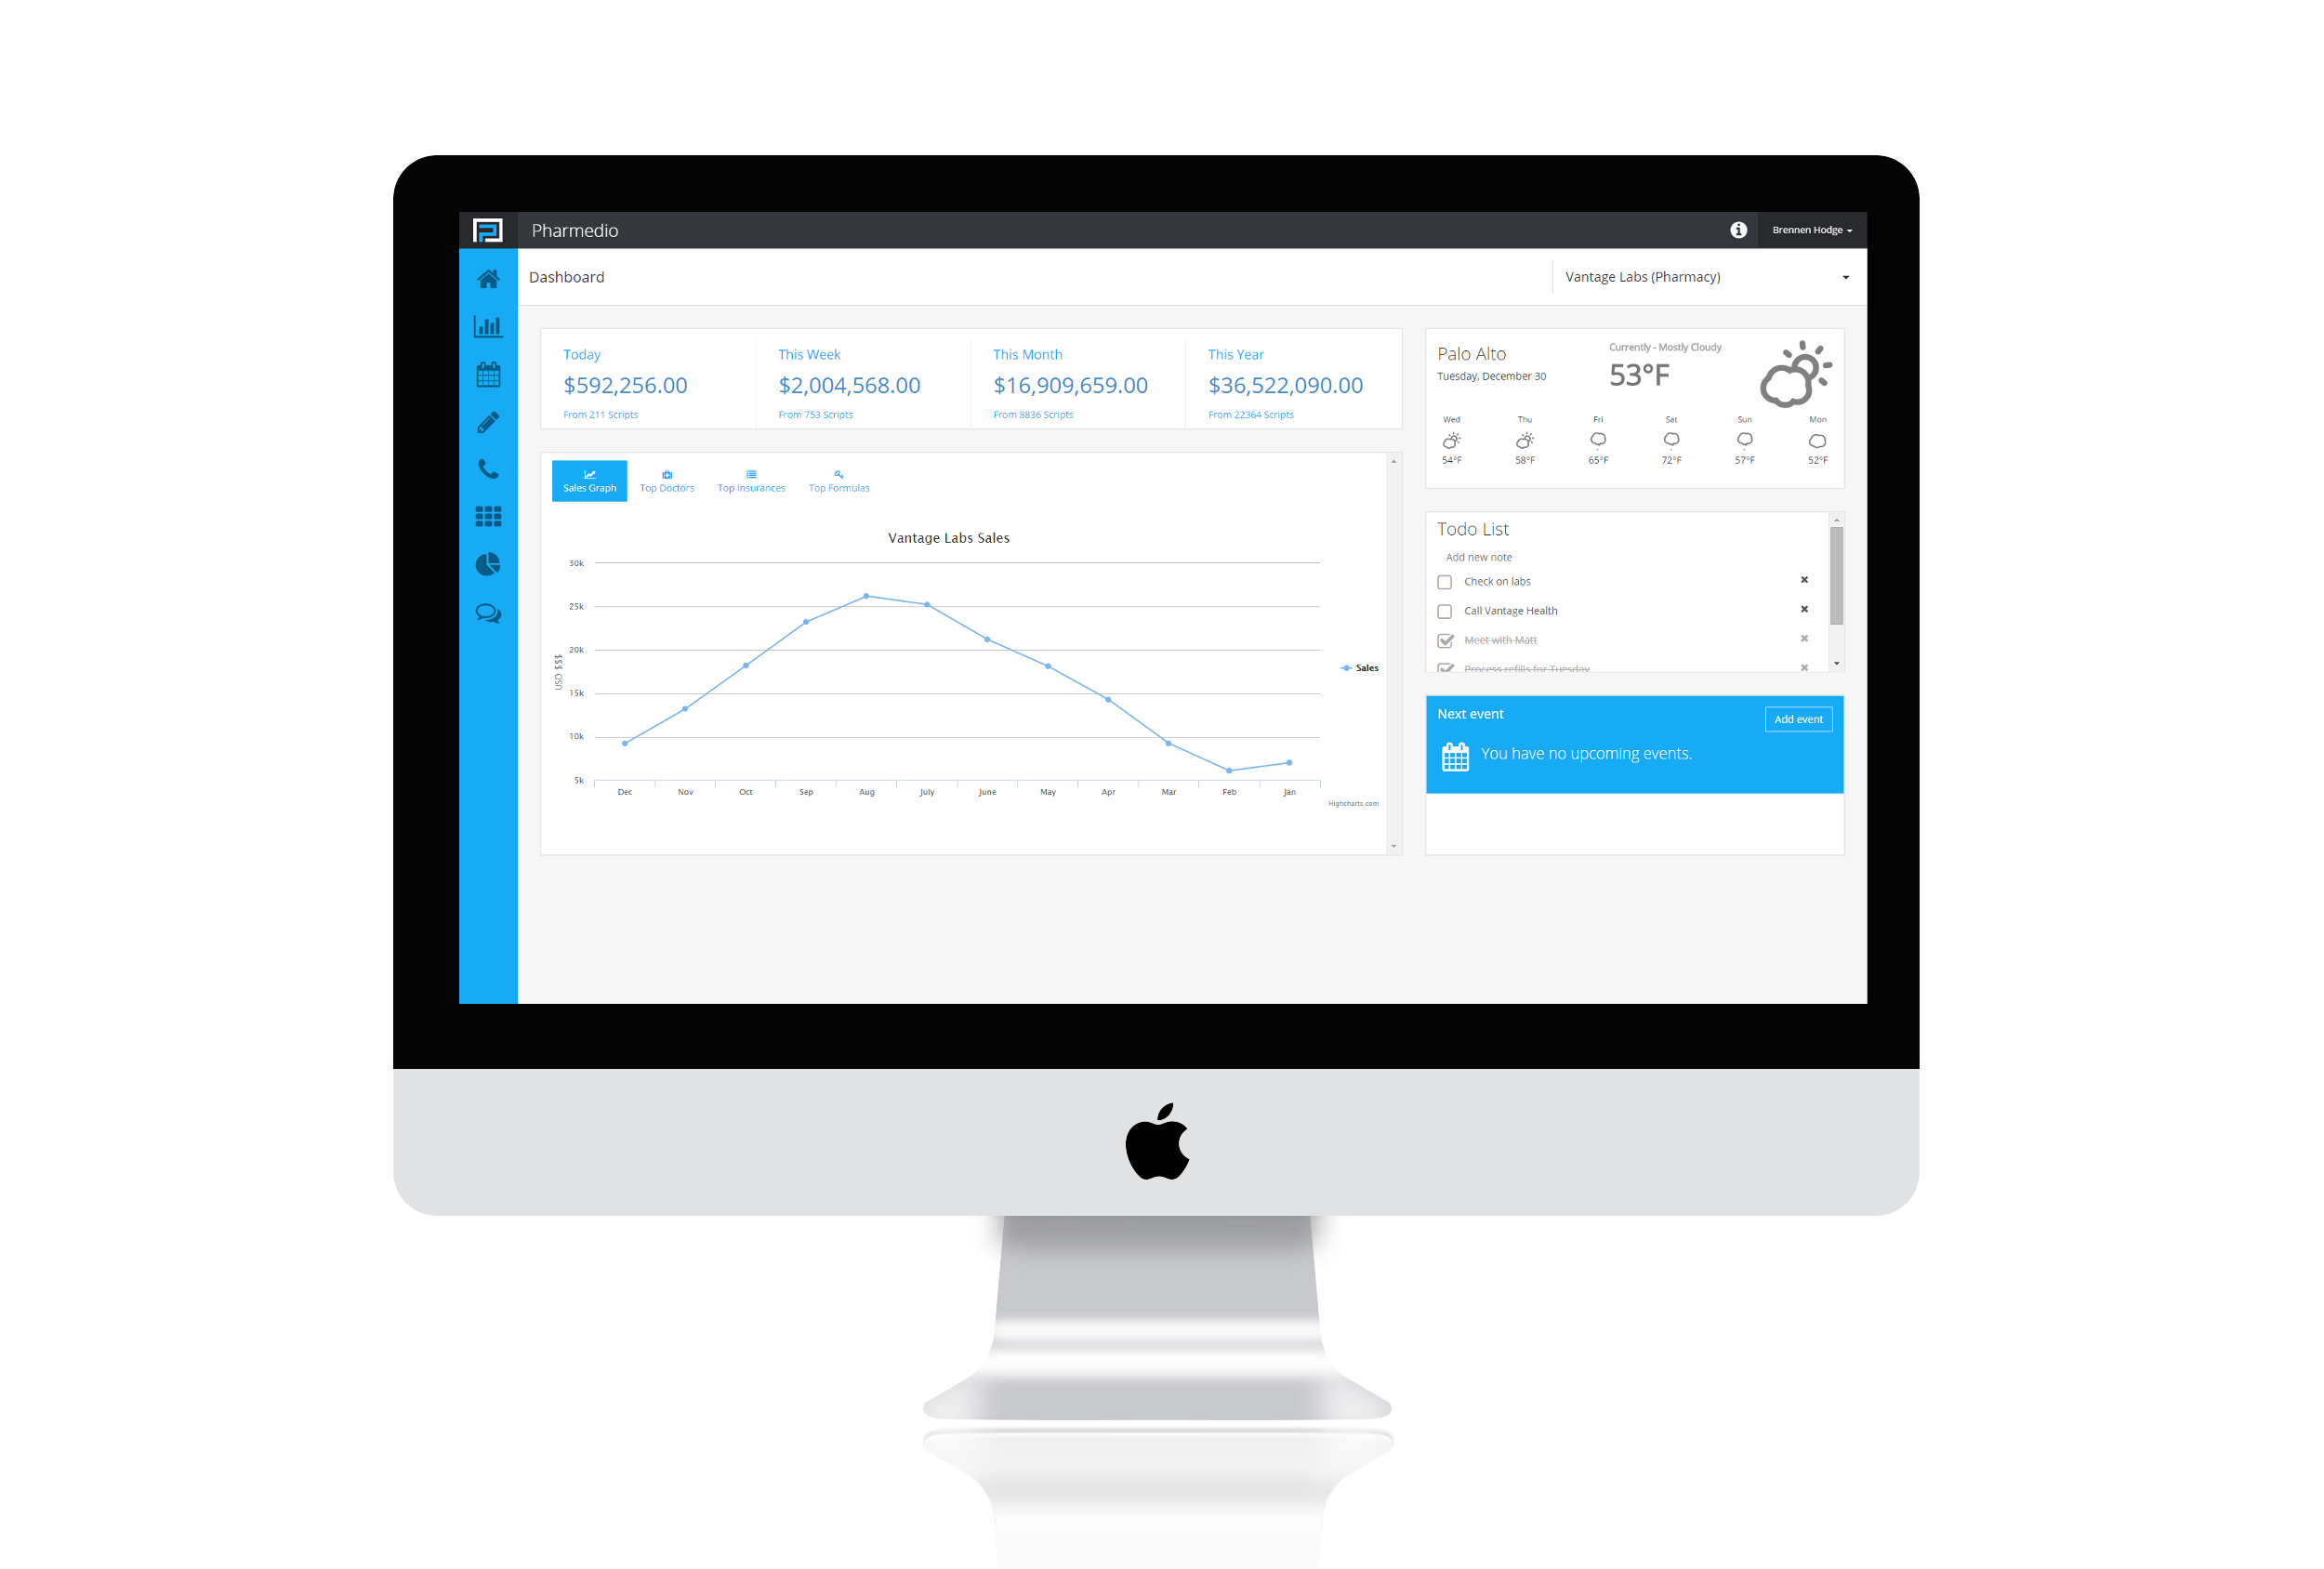 Pharmedio
Brennen Hodge
Dashboard
Vantage Labs (Pharmacy)
Today
$592,256.00
From 211 Scripts
This Week
$2,004,568.00
From 753 Scripts
This Month
$16,909,659.00
From 8836 Scripts
This Year
$36,522,090.00
From 22364 Scripts
Sales Graph
Top Doctors
Top Insurances
Top Formulas
Vantage Labs Sales
USD $$$
30k
25k
20k
15k
10k
5k
Dec Nov Oct Sep Aug July June May Apr Mar Feb Jan
Sales
Highcharts.com
Palo Alto
Tuesday, December 30
Currently - Mostly Cloudy
53°F
Wed Thu Fri Sat Sun Mon
54°F 58°F 65°F 72°F 57°F 52°F
Todo List
Add new note
Check on labs
Call Vantage Health
Meet with Matt
Process refills for Tuesday
Next event
Add event
You have no upcoming events.